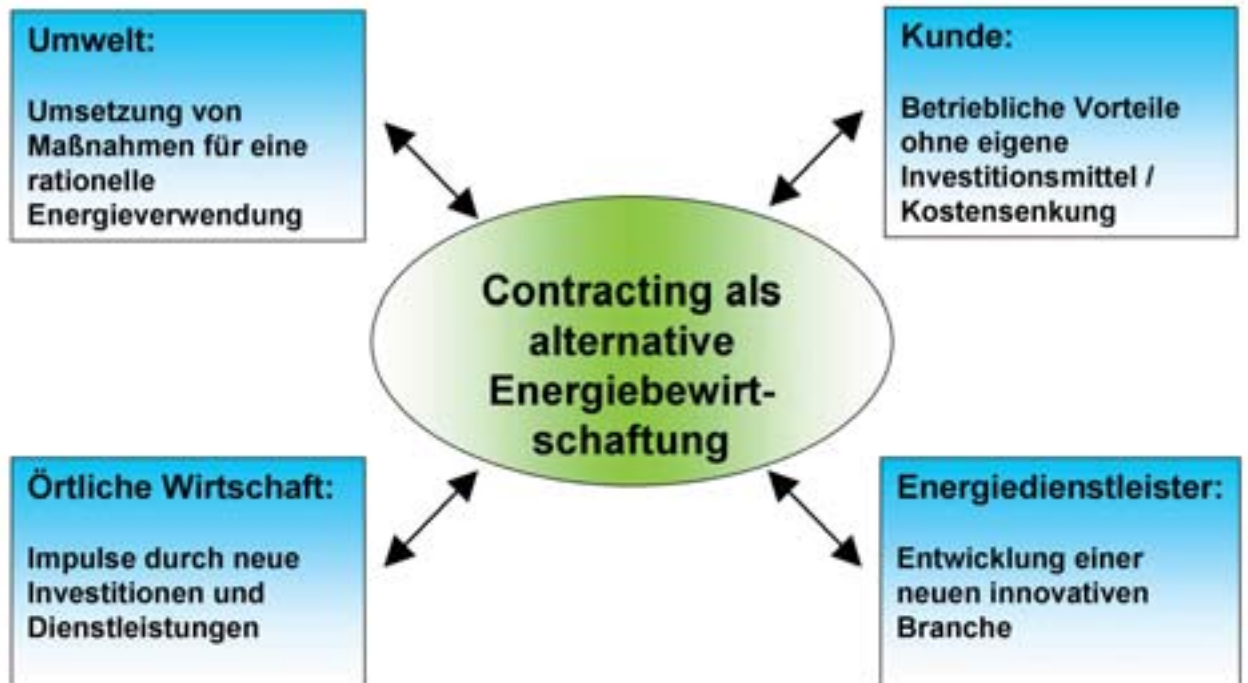 Umwelt:
Umsetzung von
Maßnahmen für eine
rationelle
Energieverwendung
Kunde:
Betriebliche Vorteile
ohne eigene
Investitionsmittel /
Kostensenkung
Contracting als
alternative
Energiebewirt-
schaftung
Örtliche Wirtschaft:
Impulse durch neue
Investitionen und
Dienstleistungen
Energiedienstleister:
Entwicklung einer
neuen innovativen
Branche